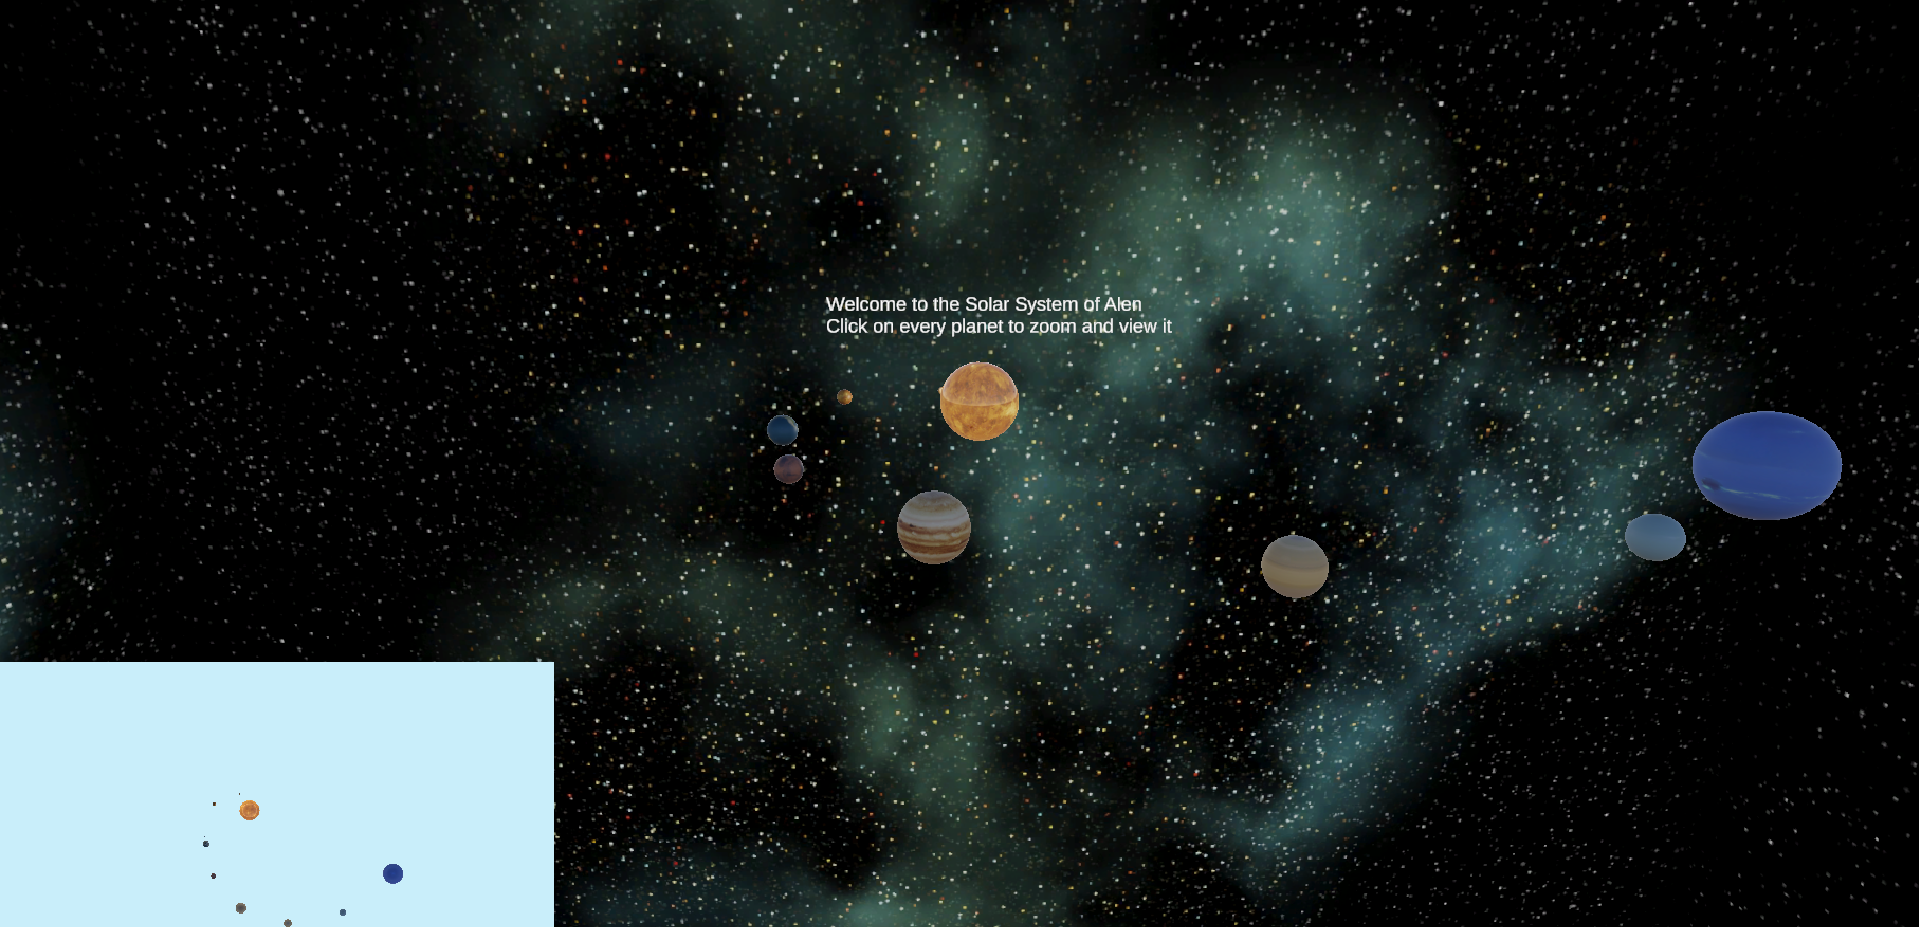 Welcome to the Solar System of Alen
Click on every planet to zoom and view it